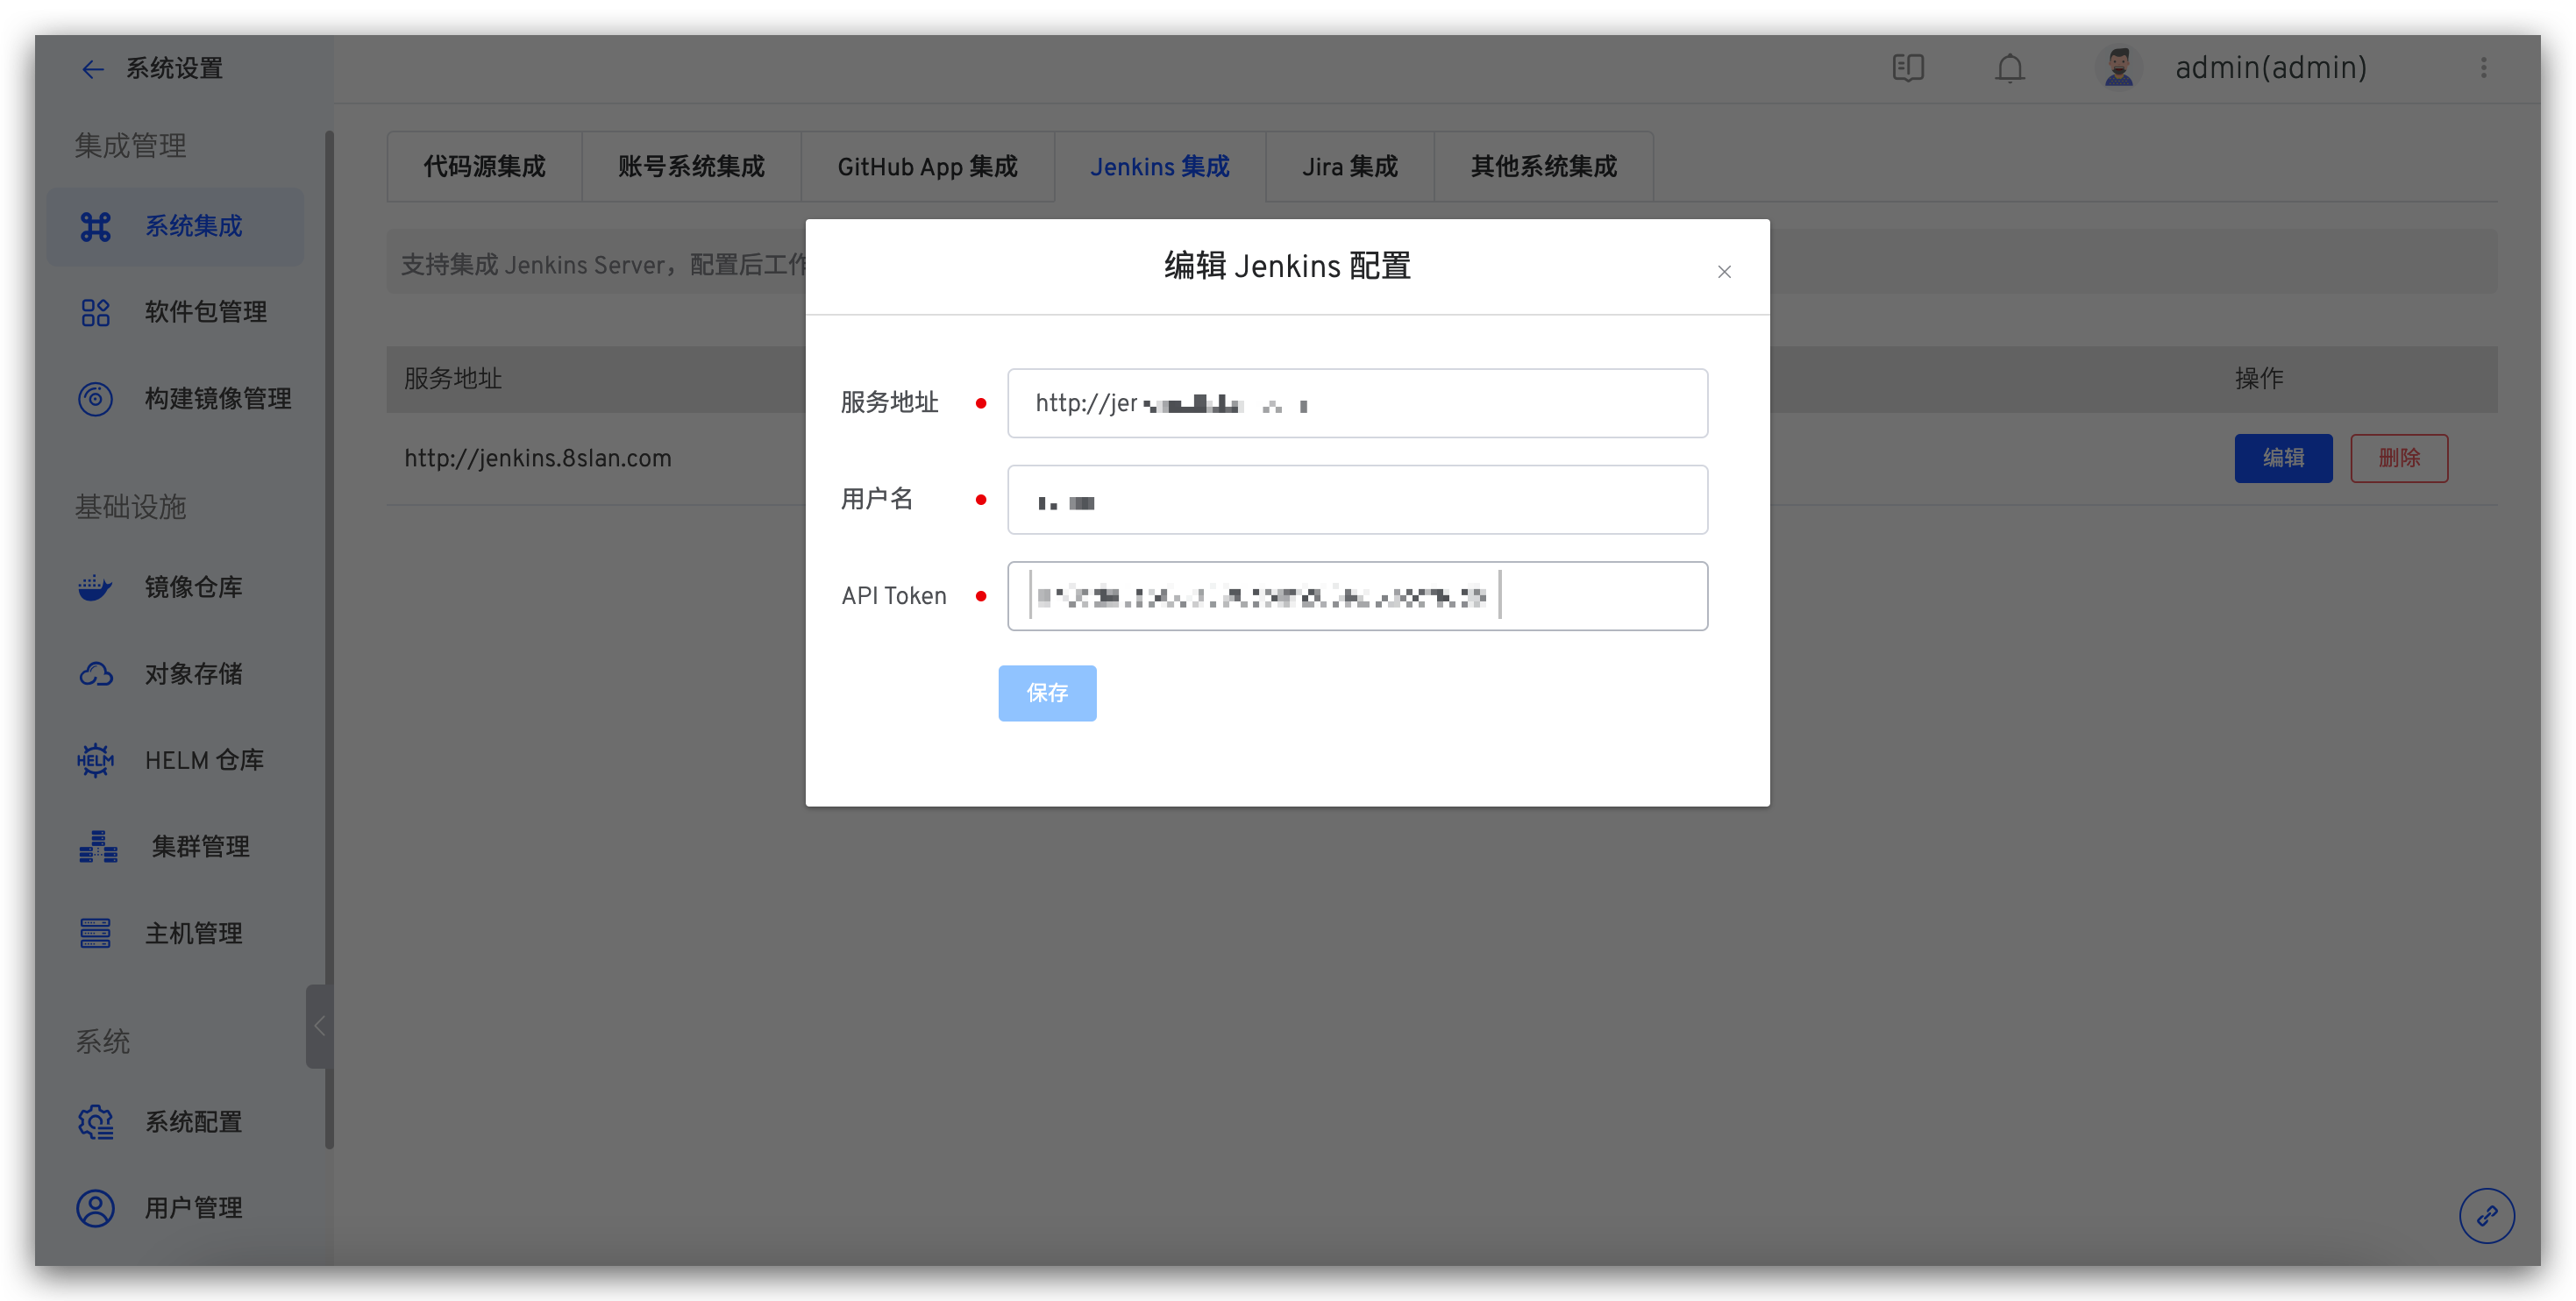 系统设置
admin(admin)
集成管理
系统集成
软件包管理
构建镜像管理
基础设施
镜像仓库
对象存储
HELM
HELM 仓库
集群管理
主机管理
系统
系统配置
用户管理
代码源集成
账号系统集成
GitHub App 集成
Jenkins 集成
Jira 集成
其他系统集成
支持集成 Jenkins Server，配置后工作
服务地址
操作
http://jenkins.8slan.com
编辑
删除
编辑 Jenkins 配置
服务地址
http://jer
用户名
API Token
保存